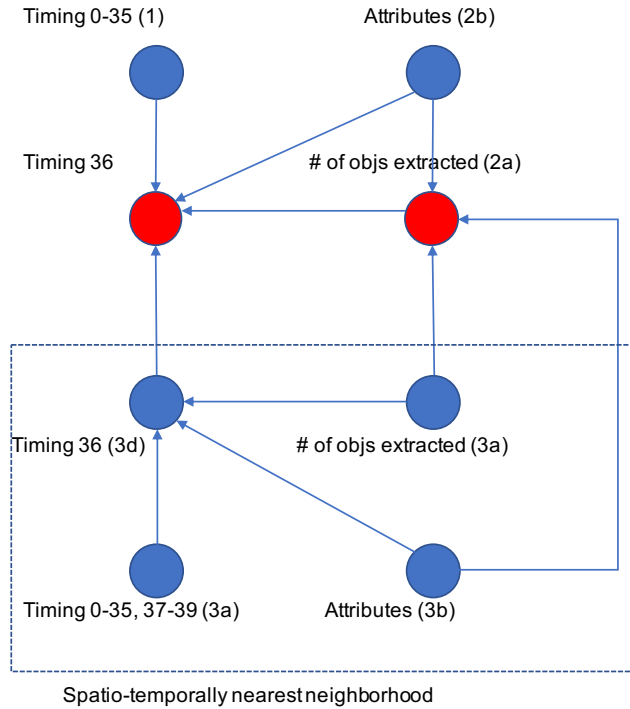 Timing 0-35 (1)
Attributes (2b)
Timing 36
# of objs extracted (2a)
Timing 36 (3d)
# of objs extracted (3a)
Timing 0-35, 37-39 (3a)
Attributes (3b)
Spatio-temporally nearest neighborhood